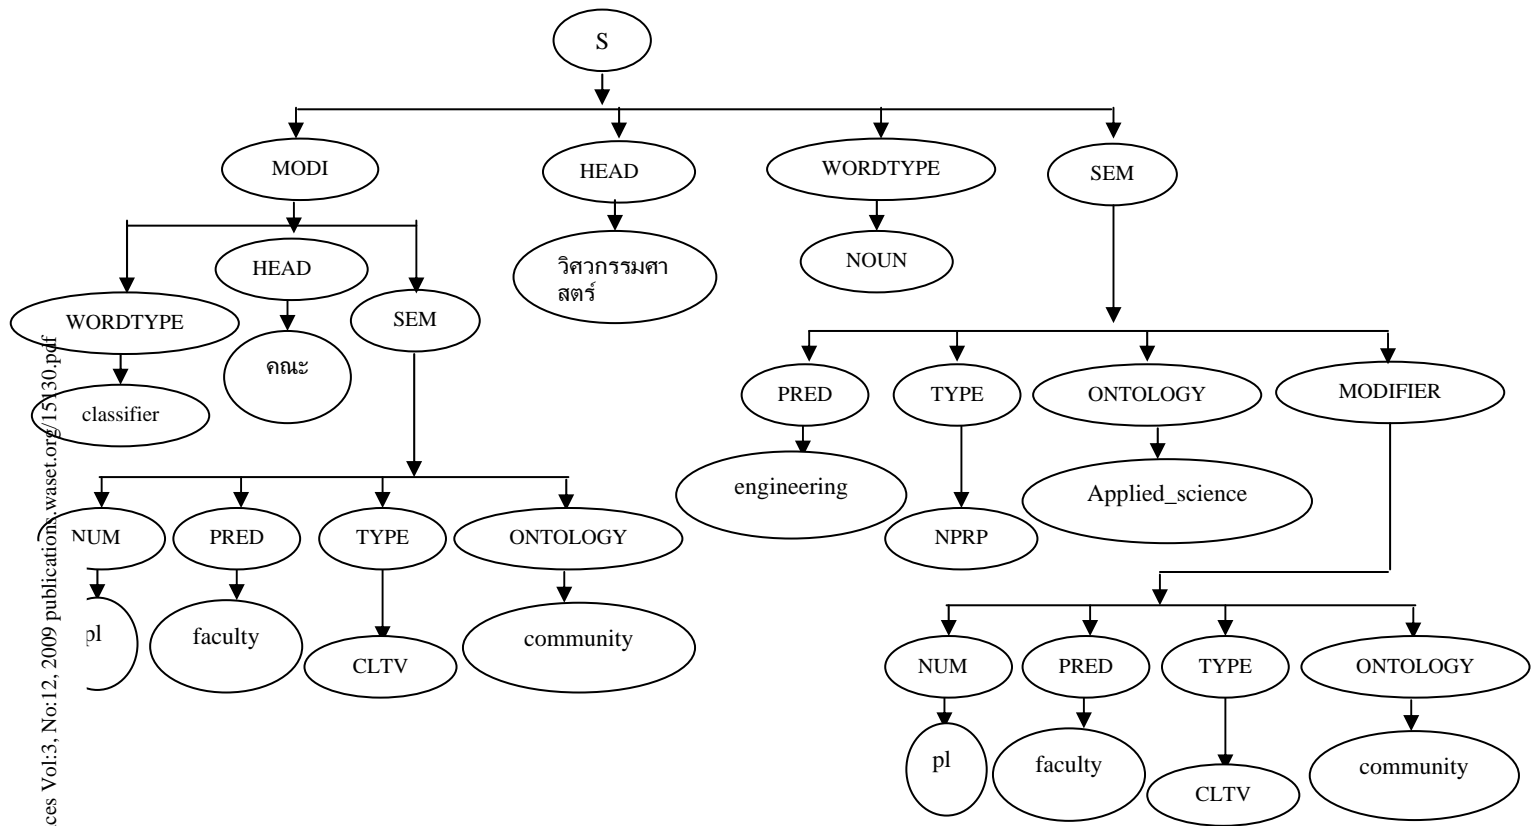 S
MODI
HEAD
WORDTYPE
SEM
HEAD
วิศวกรรมศา
สตร์
NOUN
WORDTYPE
SEM
คณะ
classifier
PRED
TYPE
ONTOLOGY
MODIFIER
engineering
Applied_science
NPRP
NUM
PRED
TYPE
ONTOLOGY
pl
faculty
CLTV
community
NUM
PRED
TYPE
ONTOLOGY
pl
faculty
CLTV
community
ces Vol:3, No:12, 2009 publications.waset.org/15130.pdf